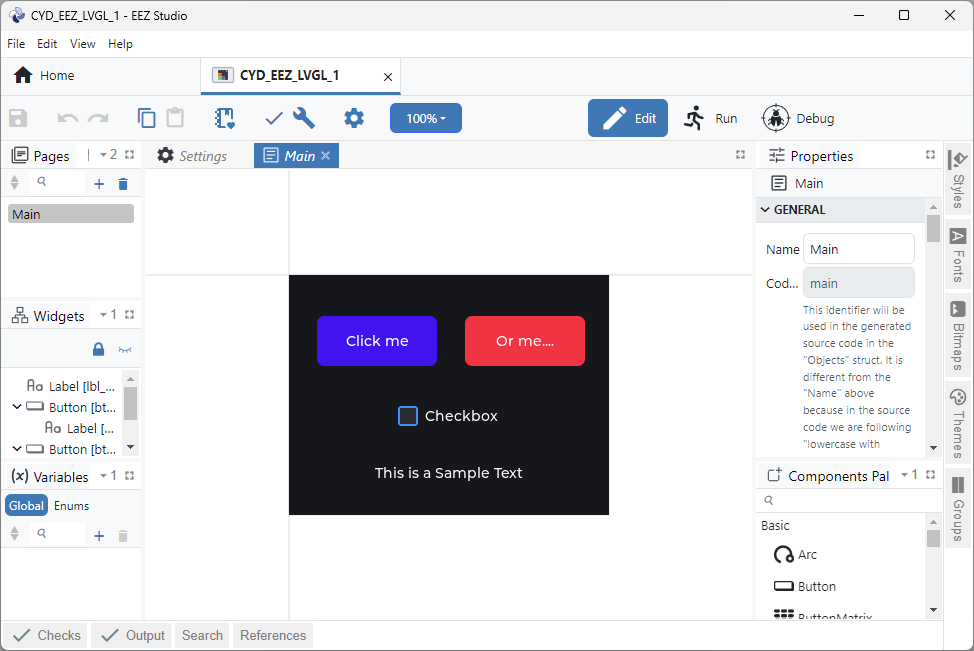 CYD_EEZ_LVGL_1 - EEZ Studio
File Edit View Help
Home
CYD_EEZ_LVGL_1
100%
Edit
Run
Debug
Pages
2
Settings
Main
Properties
Main
Main
GENERAL
Name Main
Cod... main
This identifier will be
used in the generated
source code in the
"Objects" struct. It is
different from the
"Name" above
because in the source
code we are following
"lowercase with
Widgets
1
Label [lbl_...
Button [bt...
Label [...
Button [bt...
Click me
Or me....
Checkbox
This is a Sample Text
Variables
1
Global Enums
Components Pal
1
Basic
Arc
Button
ButtonMatrix
Styles
Fonts
Bitmaps
Themes
Groups
Checks
Output
Search
References